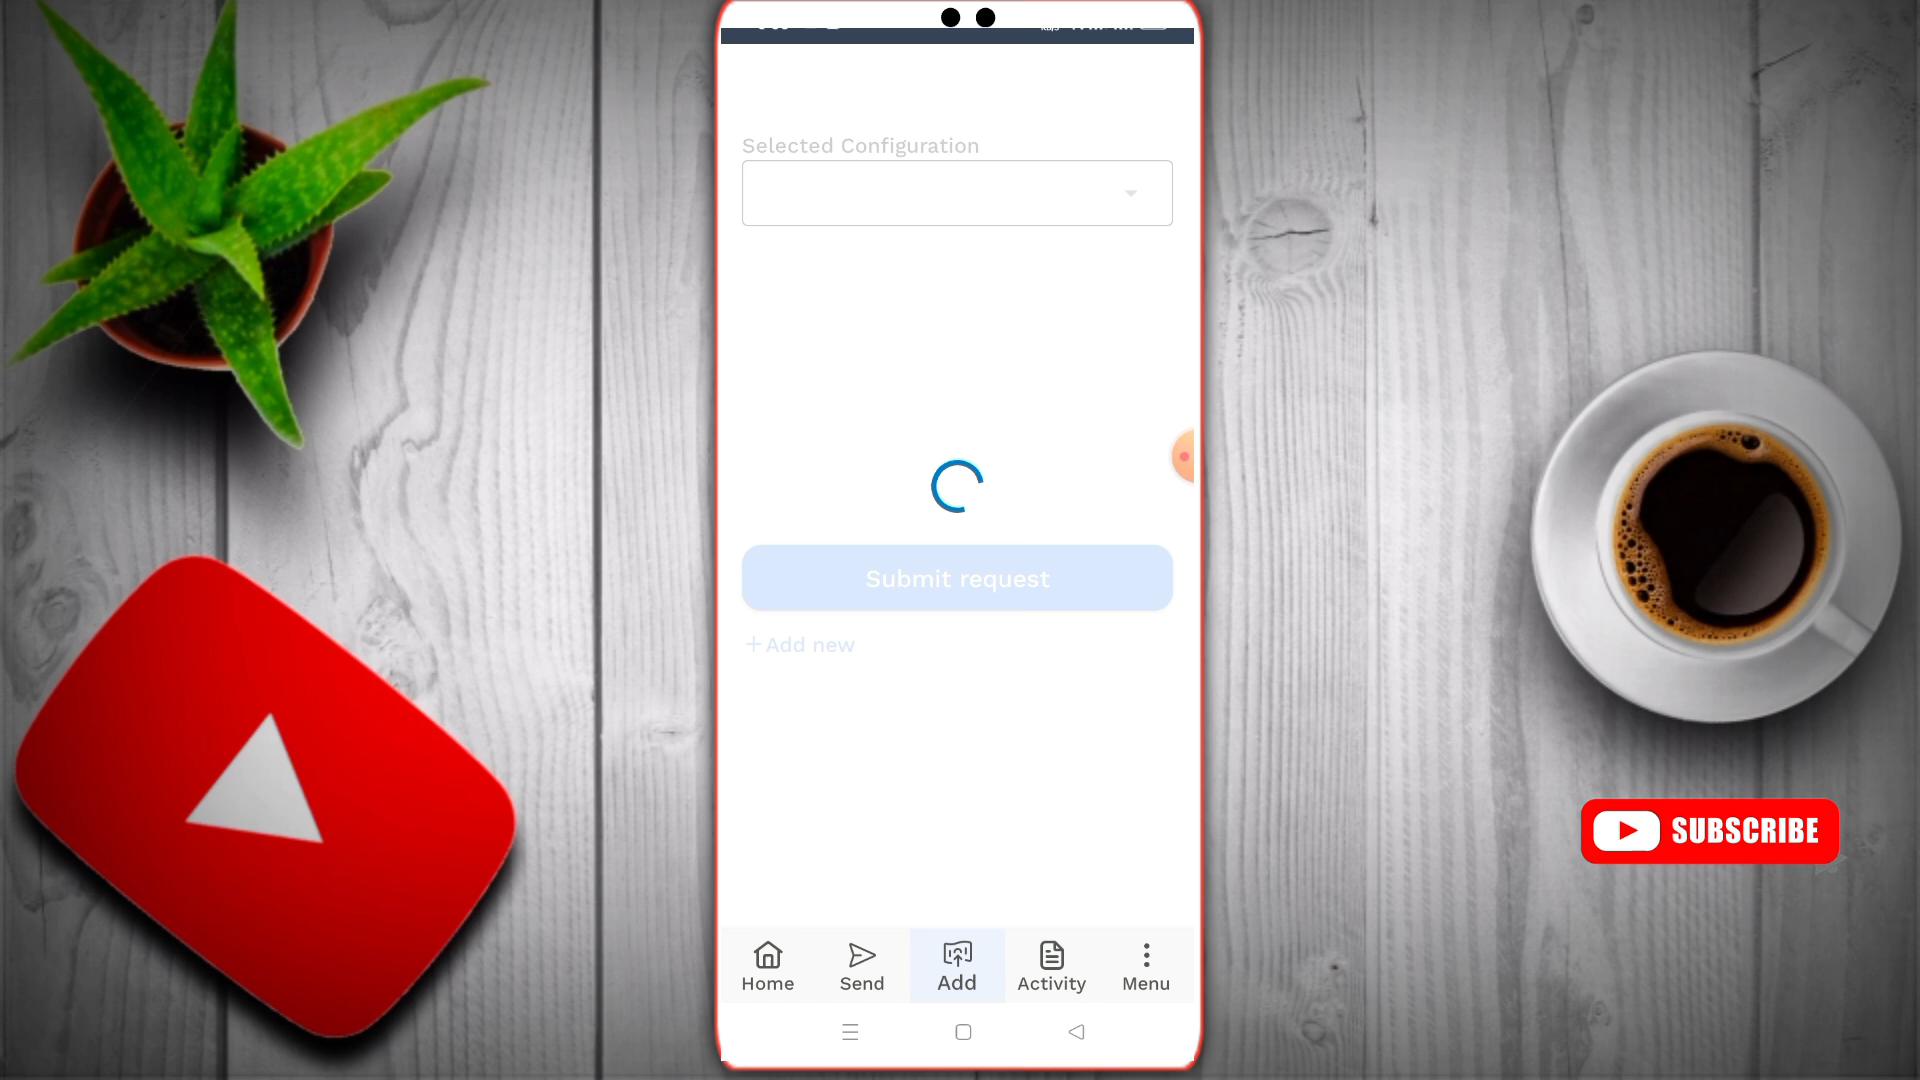 Selected Configuration
Submit request
+Add new
Home
Send
Add
Activity
Menu
SUBSCRIBE